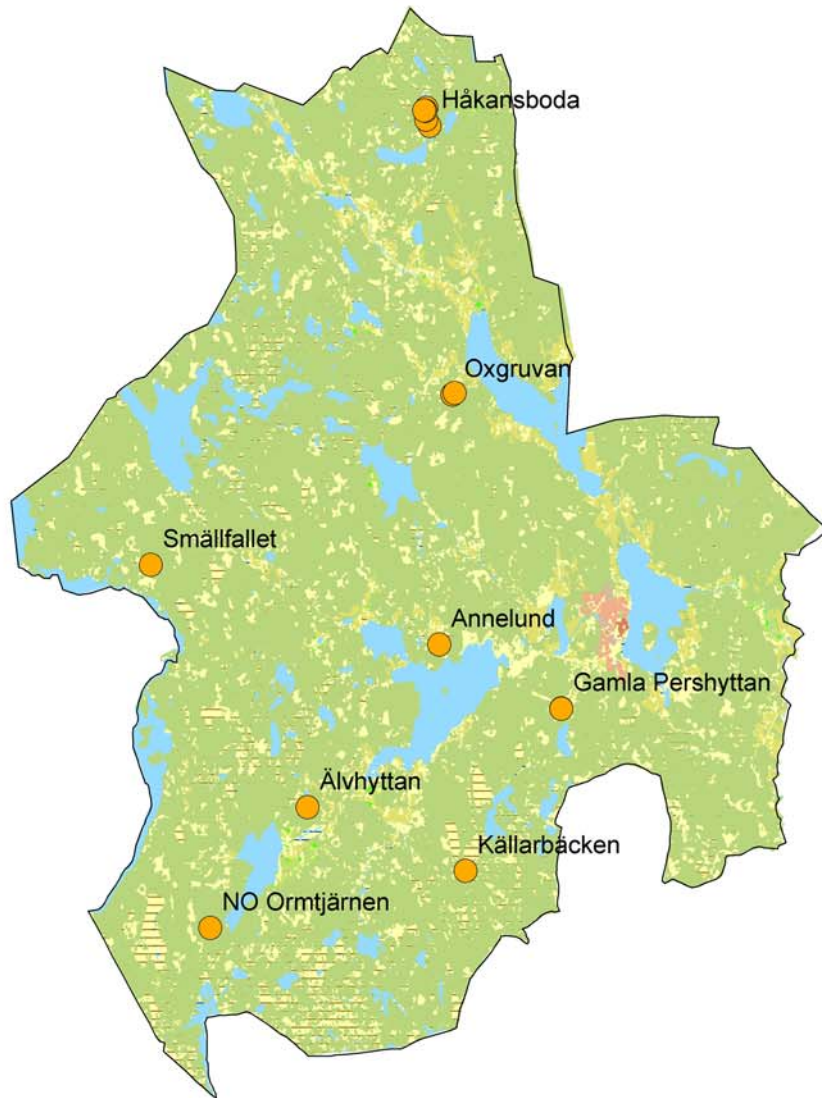 Håkansboda
Oxgruvan
Smällfallet
Annelund
Gamla Pershyttan
Älvhyttan
Källarbäcken
NO Ormtjärnen